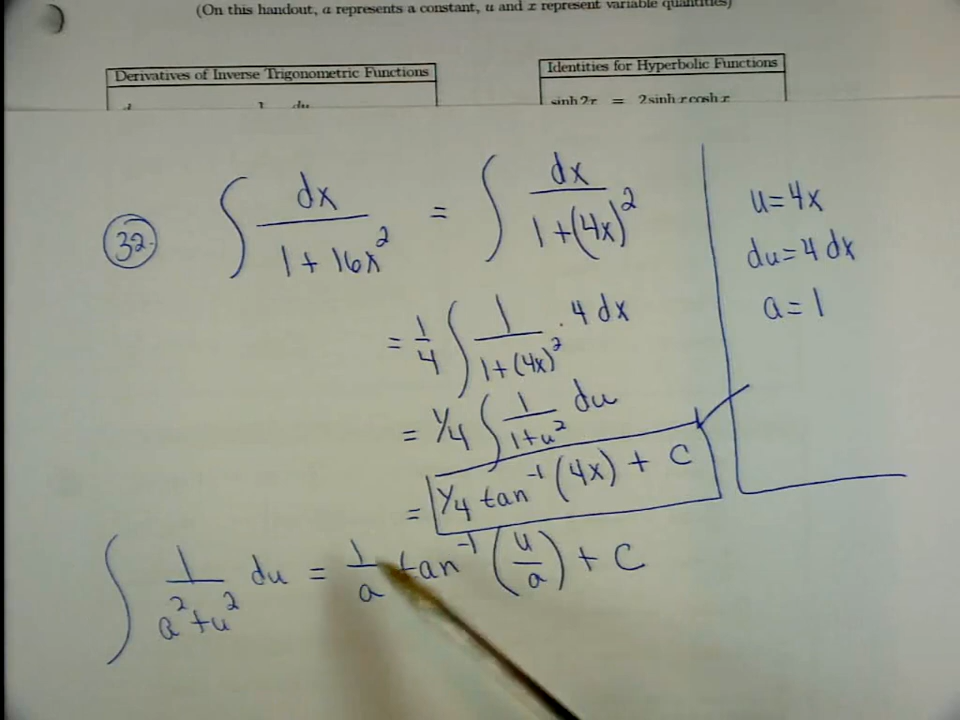 (On this handout, a represents a constant, u and x represent variable quantities)
Derivatives of Inverse Trigonometric Functions
Identities for Hyperbolic Functions
d 1 du
sinh 2x = 2 sinh x cosh x
32. ∫ dx / (1 + 16x²) = ∫ dx / (1 + (4x)²)
u = 4x
du = 4 dx
a = 1
= 1/4 ∫ 1 / (1 + (4x)²) · 4 dx
= 1/4 ∫ 1 / (1 + u²) du
= 1/4 tan⁻¹ (4x) + C
∫ 1 / (a² + u²) du = 1/a tan⁻¹ (u/a) + C